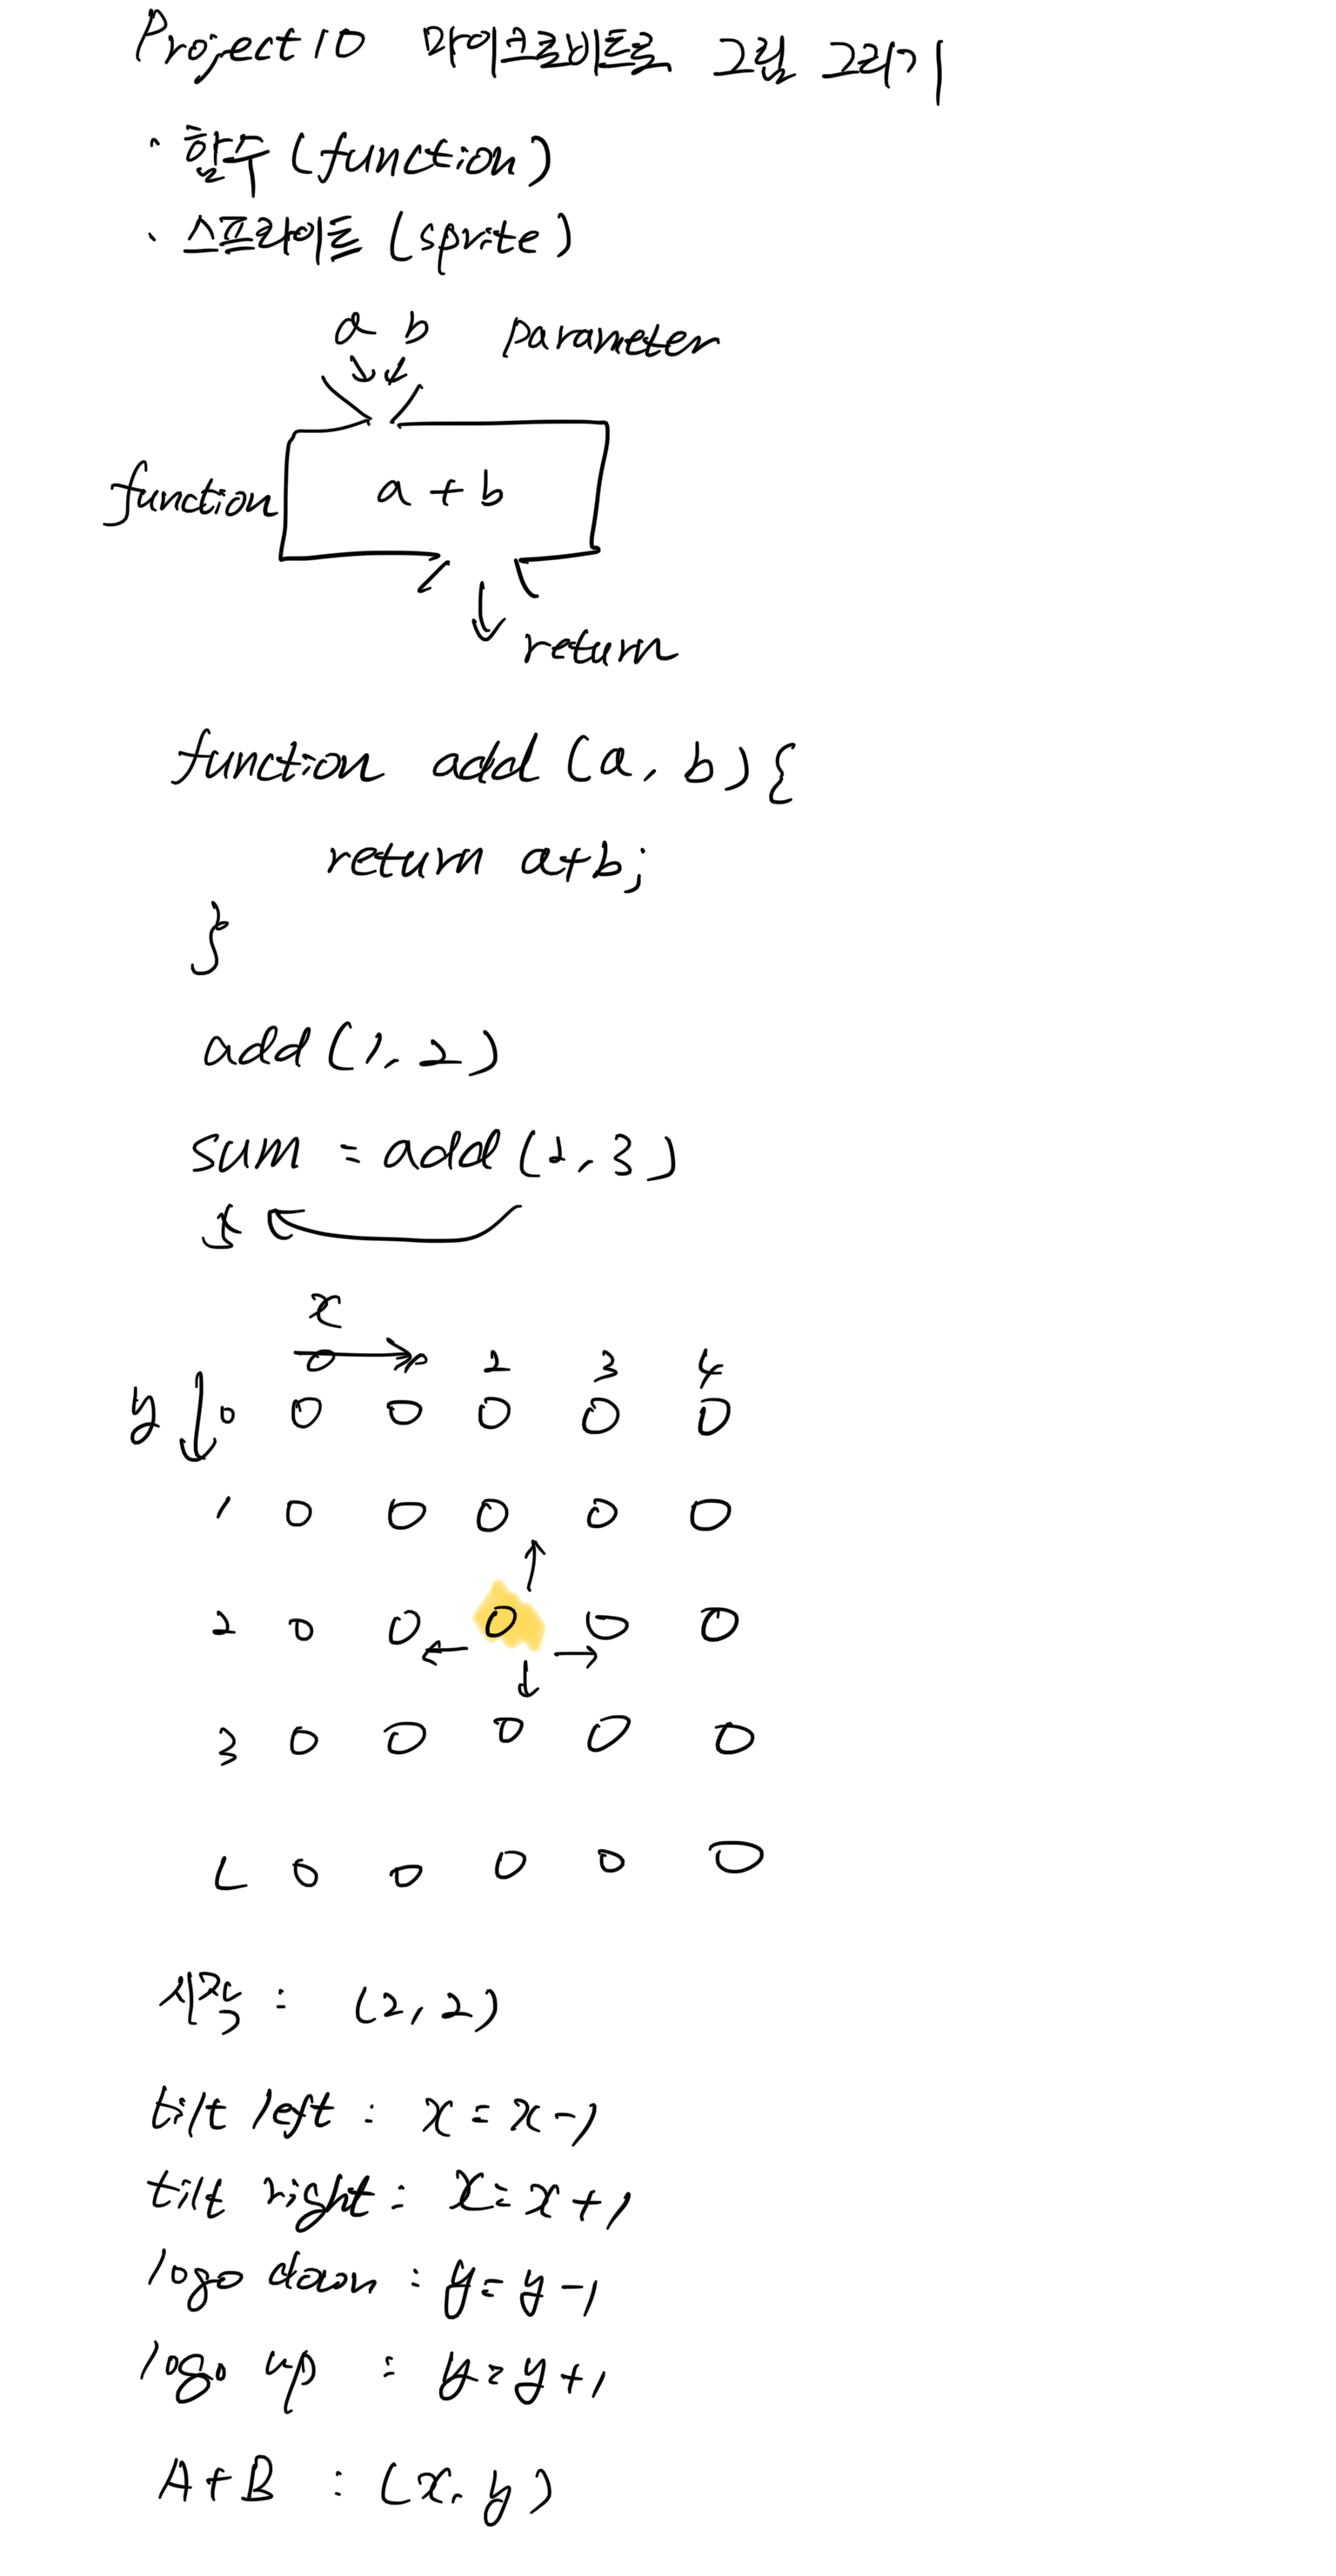 Project 10 마이크로비트로 그림 그리기
· 함수 (function)
· 스프라이트 (sprite)
a b parameter
function a + b
return
function add (a, b) {
return a+b;
}
add (1, 2)
sum = add (2, 3)
5
x
0 1 2 3 4
y 0 0 0 0 0 0
1 0 0 0 0 0
2 0 0 0 0 0
3 0 0 0 0 0
4 0 0 0 0 0
시작 : (2, 2)
tilt left : x = x - 1
tilt right : x = x + 1
logo down : y = y - 1
logo up : y = y + 1
A + B : (x, y)